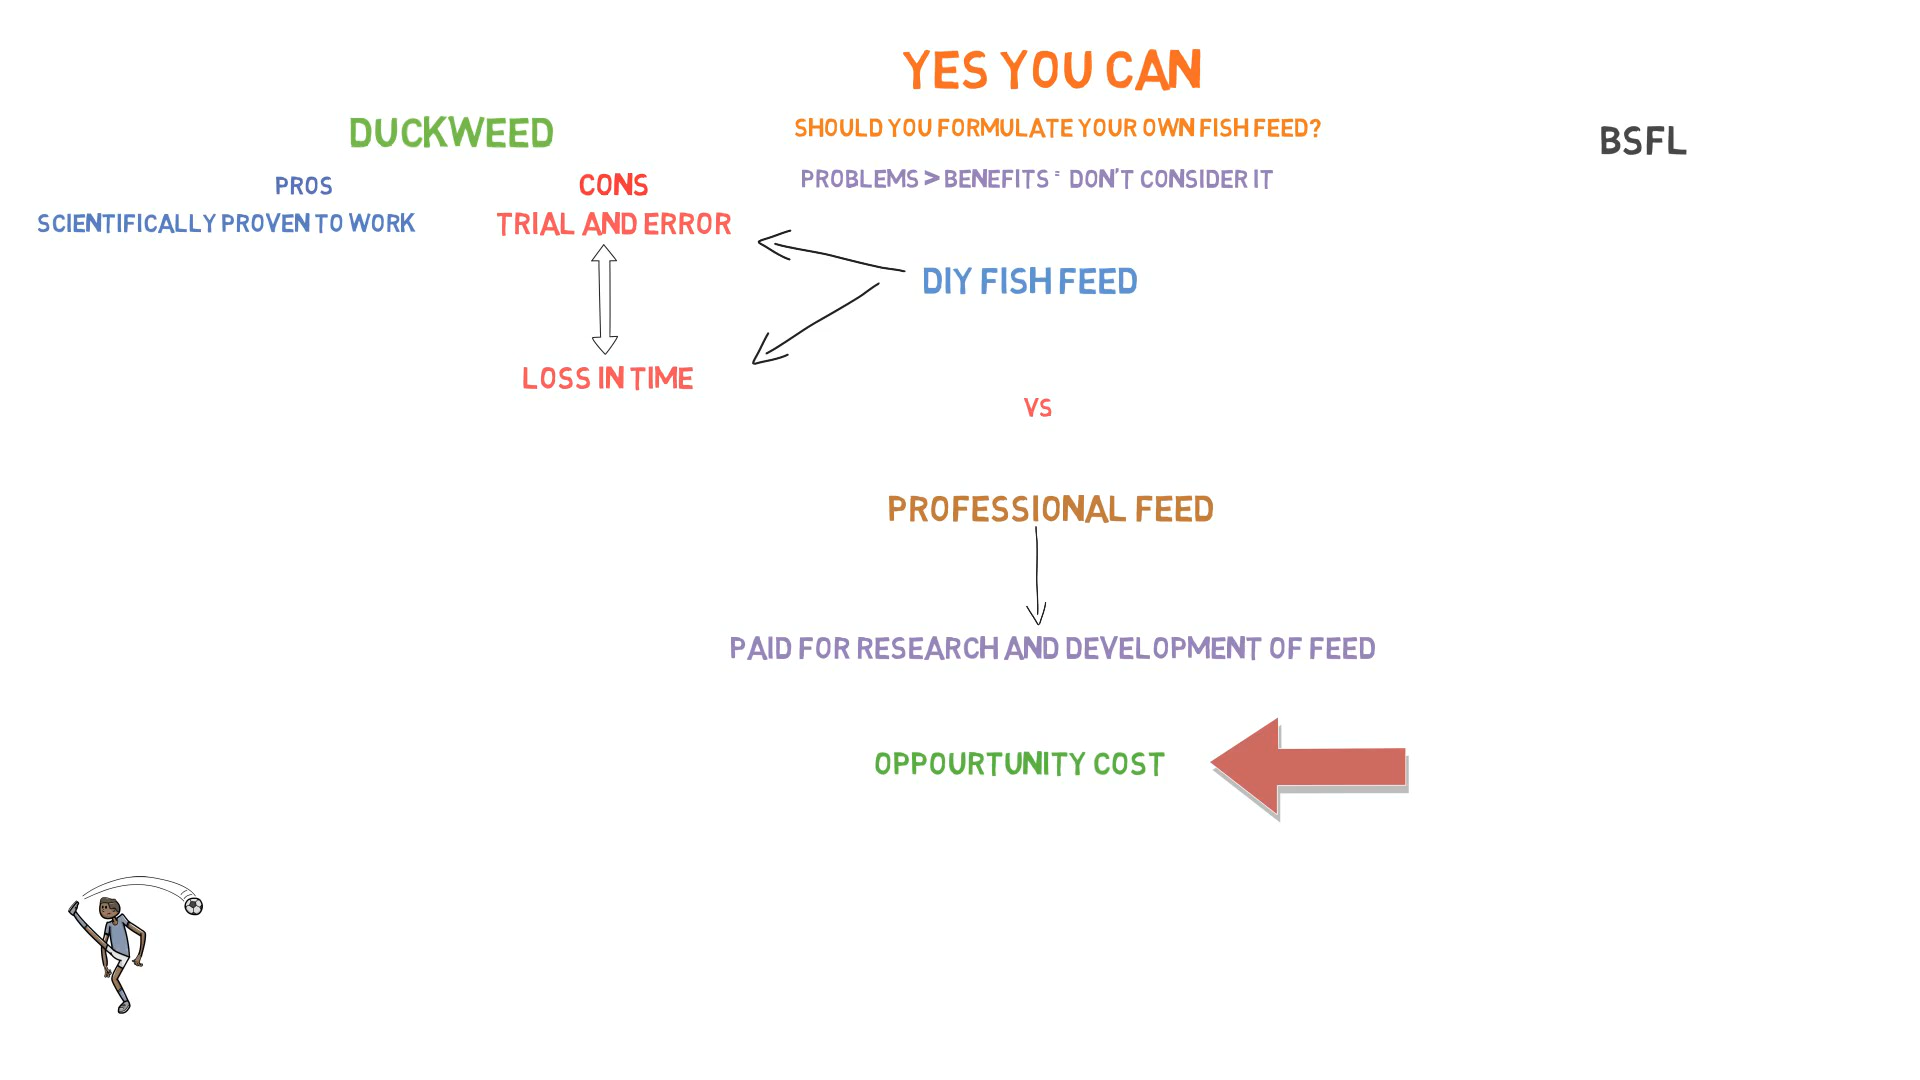 YES YOU CAN
SHOULD YOU FORMULATE YOUR OWN FISH FEED?
PROBLEMS > BENEFITS = DON'T CONSIDER IT
DUCKWEED
PROS
CONS
SCIENTIFICALLY PROVEN TO WORK
TRIAL AND ERROR
LOSS IN TIME
DIY FISH FEED
VS
PROFESSIONAL FEED
PAID FOR RESEARCH AND DEVELOPMENT OF FEED
OPPOURTUNITY COST
BSFL